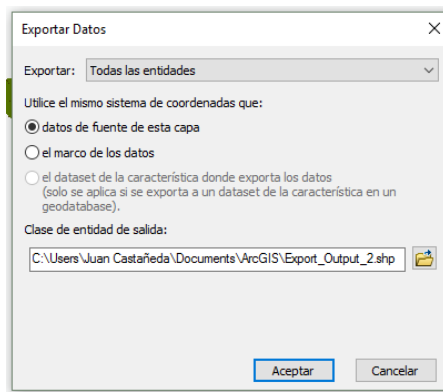 Exportar Datos
Exportar: Todas las entidades
Utilice el mismo sistema de coordenadas que:
datos de fuente de esta capa
el marco de los datos
el dataset de la característica donde exporta los datos
(solo se aplica si se exporta a un dataset de la característica en un
geodatabase).
Clase de entidad de salida:
C:\Users\Juan Castañeda\Documents\ArcGIS\Export_Output_2.shp
Aceptar Cancelar